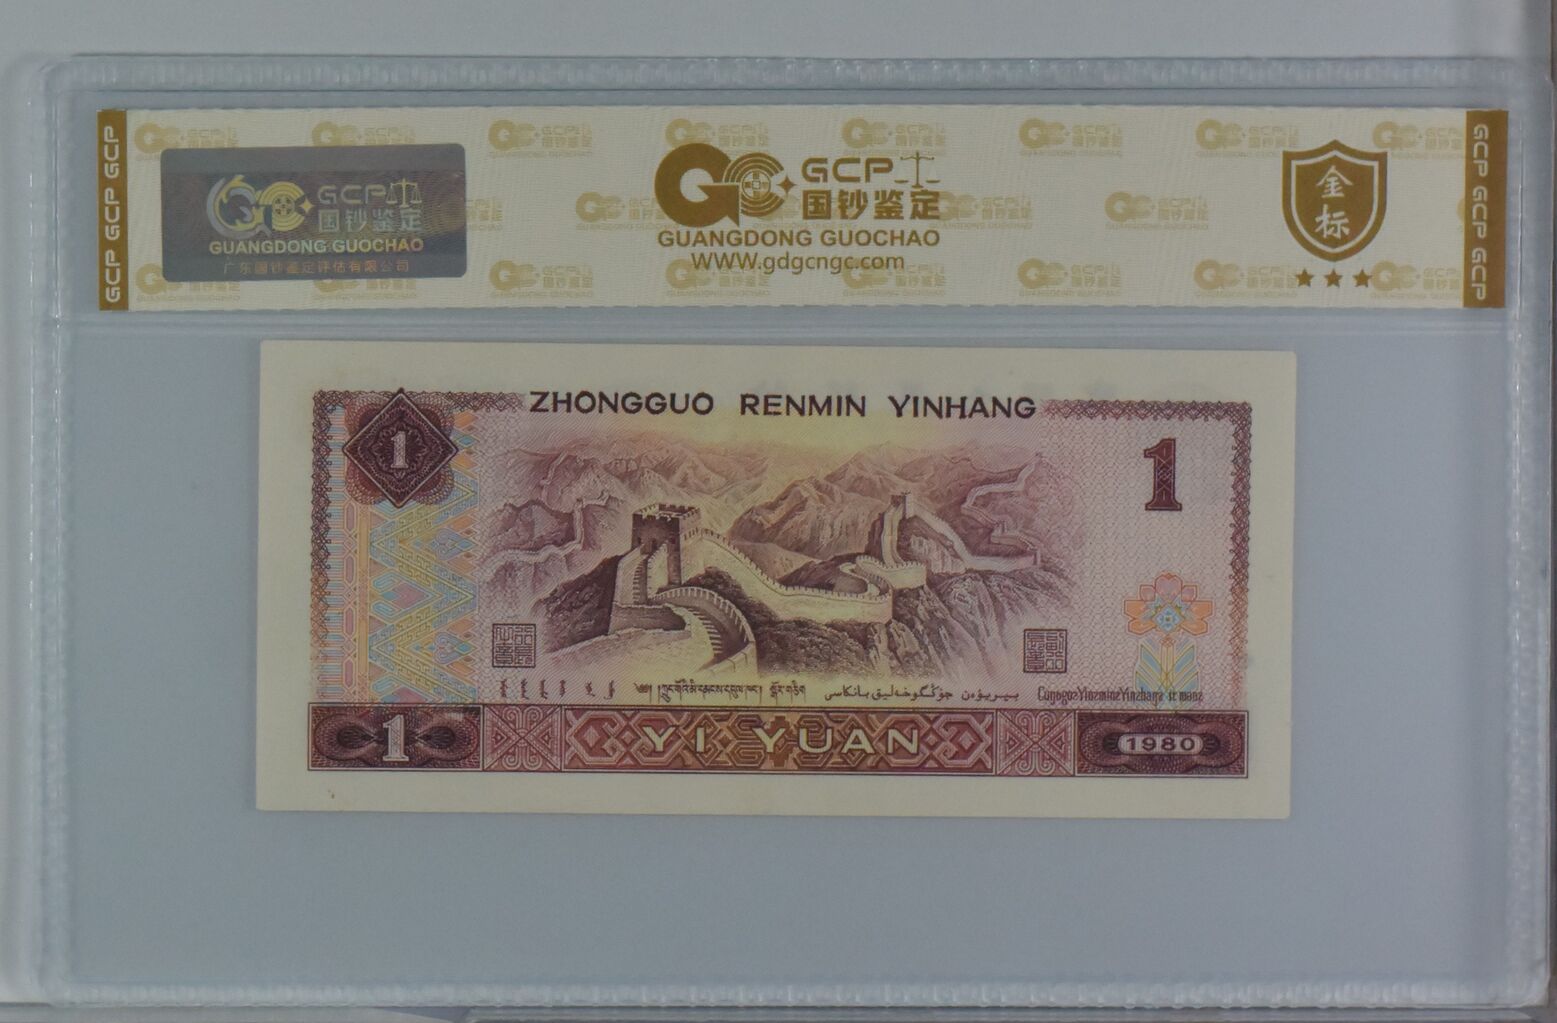 GCP GCP GCP
GCP
国钞鉴定
GUANGDONG GUOCHAO
广东国钞鉴定评估有限公司
GCP
国钞鉴定
GUANGDONG GUOCHAO
WWW.gdgcngc.com
金
标
GCP GCP GCP
ZHONGGUO RENMIN YINHANG
1
1
1
YI YUAN
1980